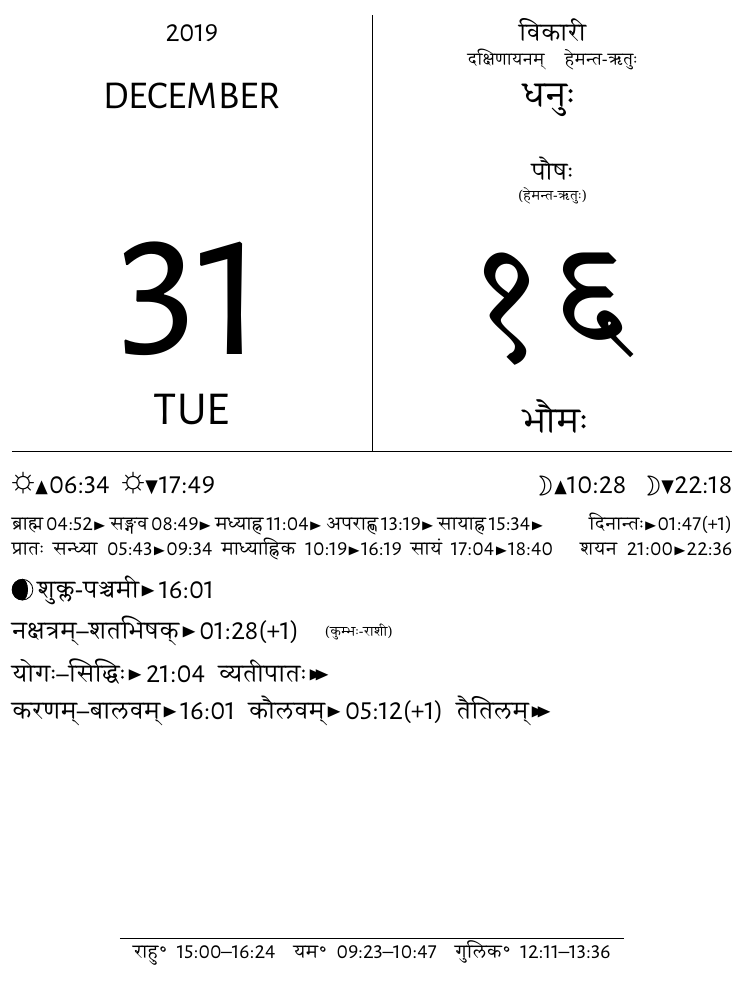 2019
DECEMBER
31
TUE
विकारी
दक्षिणायनम् हेमन्त-ऋतुः
धनुः
पौषः
(हेमन्त-ऋतुः)
१६
भौमः
☼▲06:34 ☼▼17:49 ☽▲10:28 ☽▼22:18
ब्राह्म 04:52► सङ्गव 08:49► मध्याह्न 11:04► अपराह्ण 13:19► सायाह्न 15:34► दिनान्तः►01:47(+1)
प्रातः सन्ध्या 05:43►09:34 माध्याह्निक 10:19►16:19 सायं 17:04►18:40 शयन 21:00►22:36
शुक्ल-पञ्चमी►16:01
नक्षत्रम्–शतभिषक्►01:28(+1) (कुम्भः-राशी)
योगः–सिद्धिः►21:04 व्यतीपातः►►
करणम्–बालवम्►16:01 कौलवम्►05:12(+1) तैतिलम्►►
राहु॰ 15:00–16:24 यम॰ 09:23–10:47 गुलिक॰ 12:11–13:36